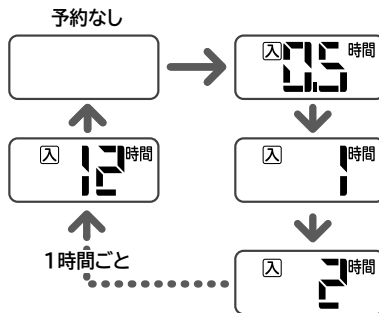 予約なし
入 0.5 時間
入 12 時間
入 1 時間
1時間ごと
入 2 時間